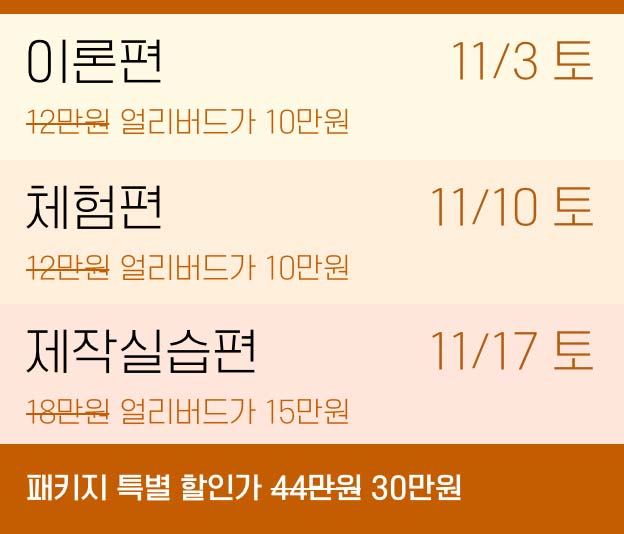 이론편 11/3 토
12만원 얼리버드가 10만원
체험편 11/10 토
12만원 얼리버드가 10만원
제작실습편 11/17 토
18만원 얼리버드가 15만원
패키지 특별 할인가 44만원 30만원